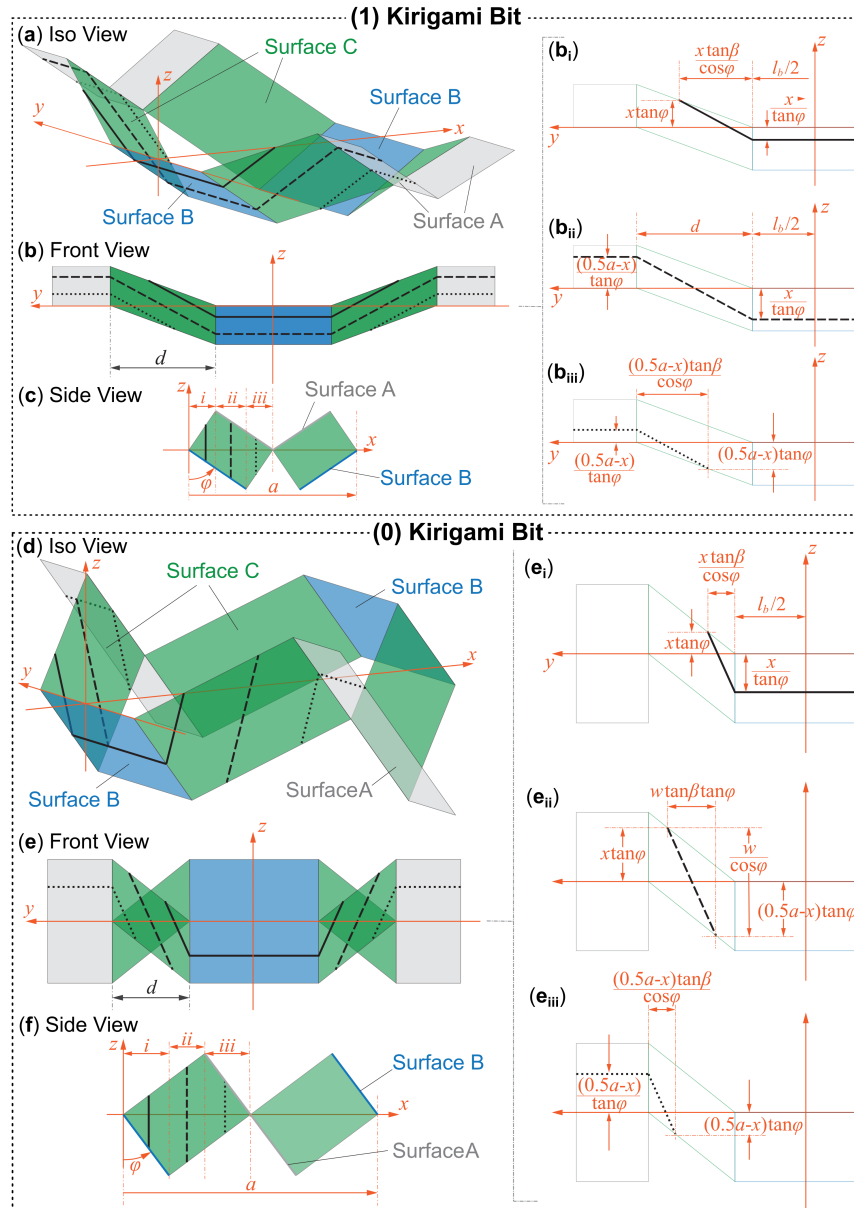 (1) Kirigami Bit
(a) Iso View
Surface C
z
y
x
Surface B
Surface B
Surface A
(b) Front View
z
y
d
(c) Side View
z
i
ii
iii
Surface A
x
φ
a
Surface B
(bi)
x tanβ
cosφ
lb/2
z
x tanφ
x
tanφ
y
(bii)
d
lb/2
z
(0.5a-x)
tanφ
x
tanφ
y
(biii)
(0.5a-x)tanβ
cosφ
z
y
(0.5a-x)
tanφ
(0.5a-x)tanφ
(0) Kirigami Bit
(d) Iso View
z
Surface C
Surface B
y
x
Surface B
SurfaceA
(e) Front View
z
y
d
(f) Side View
z
i
ii
iii
Surface B
x
φ
SurfaceA
a
(ei)
x tanβ
cosφ
lb/2
z
x tanφ
x
tanφ
y
(eii)
w tanβ tanφ
x tanφ
w
cosφ
(0.5a-x)tanφ
(eiii)
(0.5a-x)tanβ
cosφ
z
(0.5a-x)
tanφ
(0.5a-x)tanφ
y